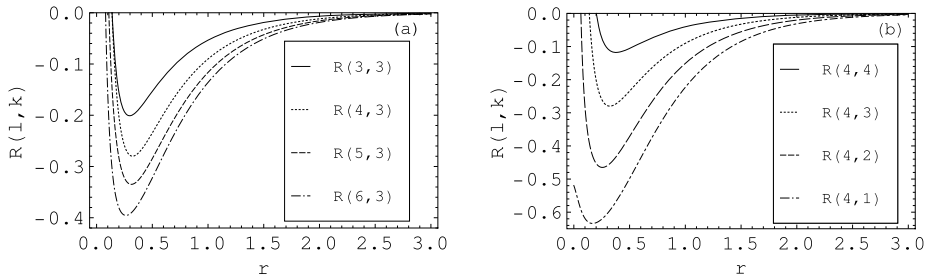 0.0
-0.1
-0.2
-0.3
-0.4
R(l,k)
(a)
R(3,3)
R(4,3)
R(5,3)
R(6,3)
0.0 0.5 1.0 1.5 2.0 2.5 3.0
r
0.0
-0.1
-0.2
-0.3
-0.4
-0.5
-0.6
R(l,k)
(b)
R(4,4)
R(4,3)
R(4,2)
R(4,1)
0.0 0.5 1.0 1.5 2.0 2.5 3.0
r